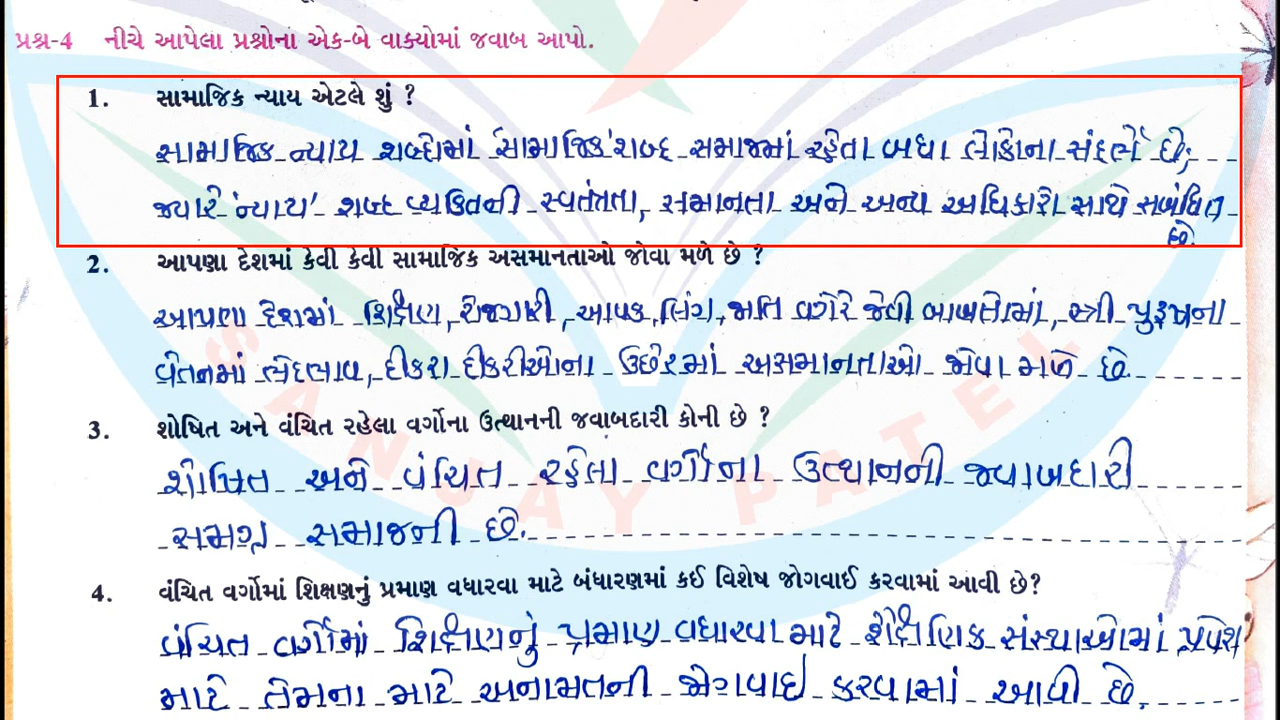 પ્રશ્ન-4 નીચે આપેલા પ્રશ્નોના એક-બે વાક્યોમાં જવાબ આપો.
1. સામાજિક ન્યાય એટલે શું ?
સામાજિક ન્યાય શબ્દોમાં 'સામાજિક' શબ્દ સમાજમાં રહેતા બધા લોકોના સંદર્ભે છે;
જ્યારે 'ન્યાય' શબ્દ વ્યક્તિની સ્વતંત્રતા, સમાનતા અને અન્ય અધિકારો સાથે સબંધિત
છે.
2. આપણા દેશમાં કેવી કેવી સામાજિક અસમાનતાઓ જોવા મળે છે ?
આપણા દેશમાં શિક્ષણ, રોજગારી, આવક, લિંગ, જાતિ વગેરે જેવી બાબતોમાં, સ્ત્રી પુરુષના
વેતનમાં ભેદભાવ, દીકરા દીકરીઓના ઉછેરમાં અસમાનતાઓ જોવા મળે છે.
3. શોષિત અને વંચિત રહેલા વર્ગોના ઉત્થાનની જવાબદારી કોની છે ?
શોષિત અને વંચિત રહેલા વર્ગોના ઉત્થાનની જવાબદારી
સમગ્ર સમાજની છે.
4. વંચિત વર્ગોમાં શિક્ષણનું પ્રમાણ વધારવા માટે બંધારણમાં કઈ વિશેષ જોગવાઈ કરવામાં આવી છે?
વંચિત વર્ગોમાં શિક્ષણનું પ્રમાણ વધારવા માટે શૈક્ષણિક સંસ્થાઓમાં પ્રવેશ
માટે તેમના માટે અનામતની જોગવાઈ કરવામાં આવી છે.
SANJAY PATEL